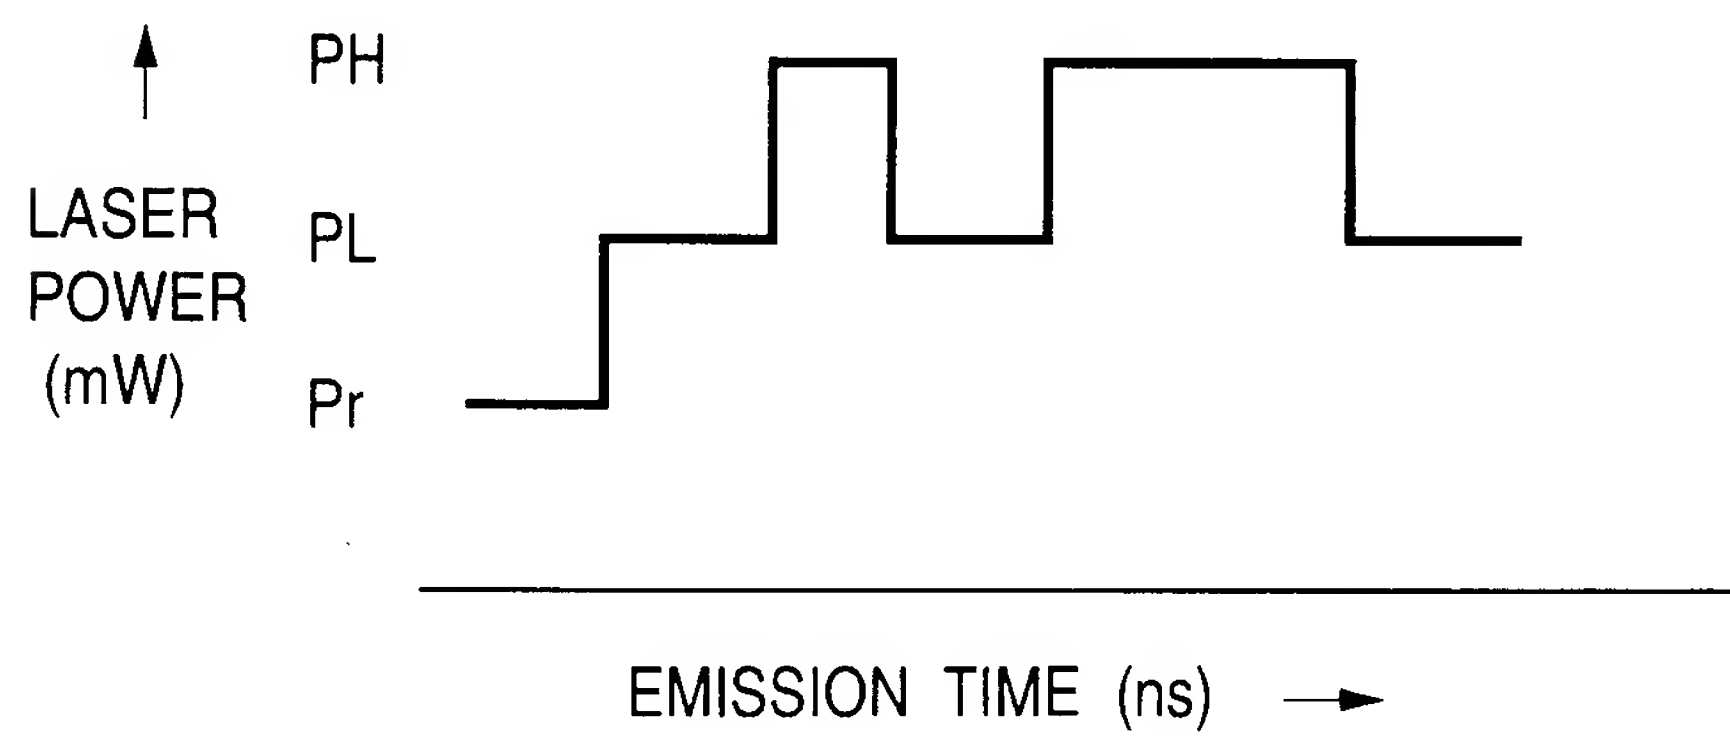 PH
LASER
POWER
(mW)
PL
Pr
EMISSION TIME (ns)